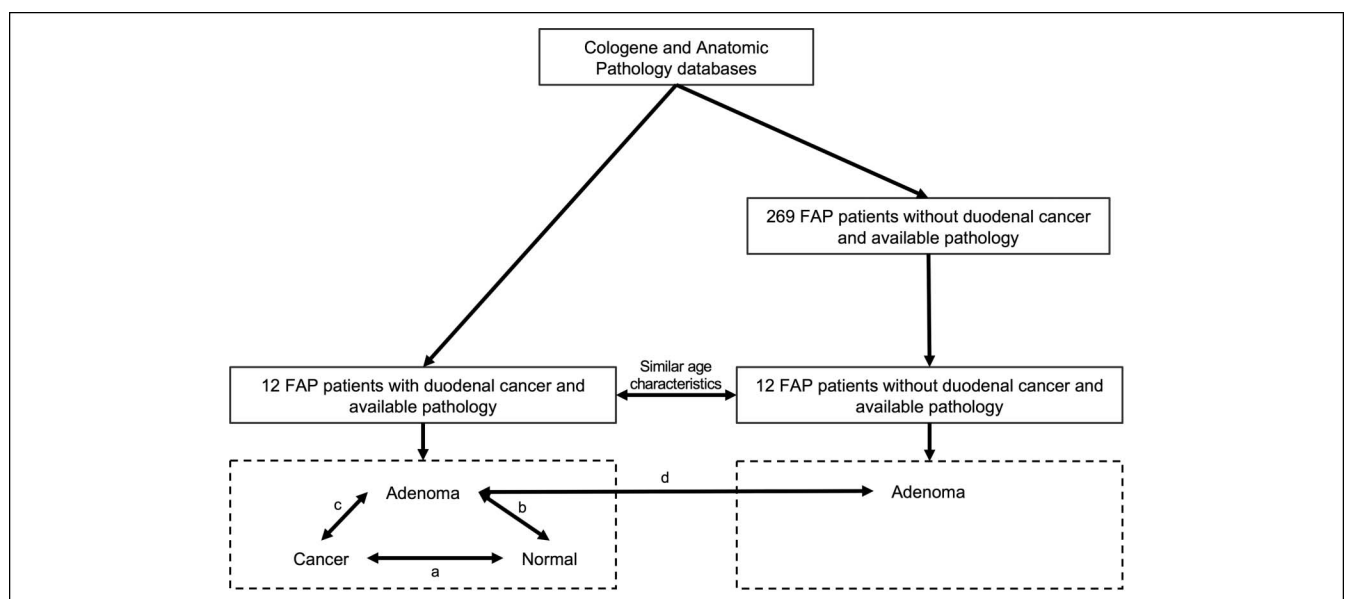 Cologene and Anatomic
Pathology databases
269 FAP patients without duodenal cancer
and available pathology
Similar age
characteristics
12 FAP patients with duodenal cancer and
available pathology
12 FAP patients without duodenal cancer and
available pathology
d
Adenoma
Adenoma
c
b
Cancer
Normal
a